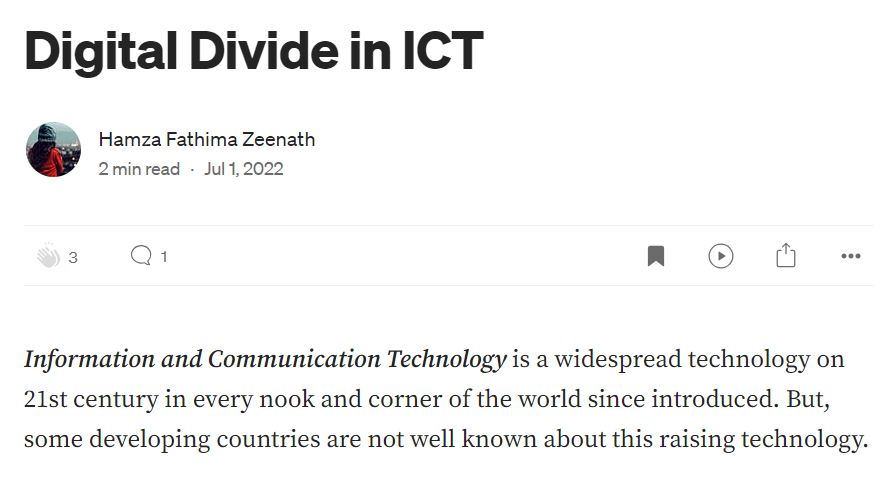 Digital Divide in ICT
Hamza Fathima Zeenath
2 min read · Jul 1, 2022
3
1
Information and Communication Technology is a widespread technology on
21st century in every nook and corner of the world since introduced. But,
some developing countries are not well known about this raising technology.